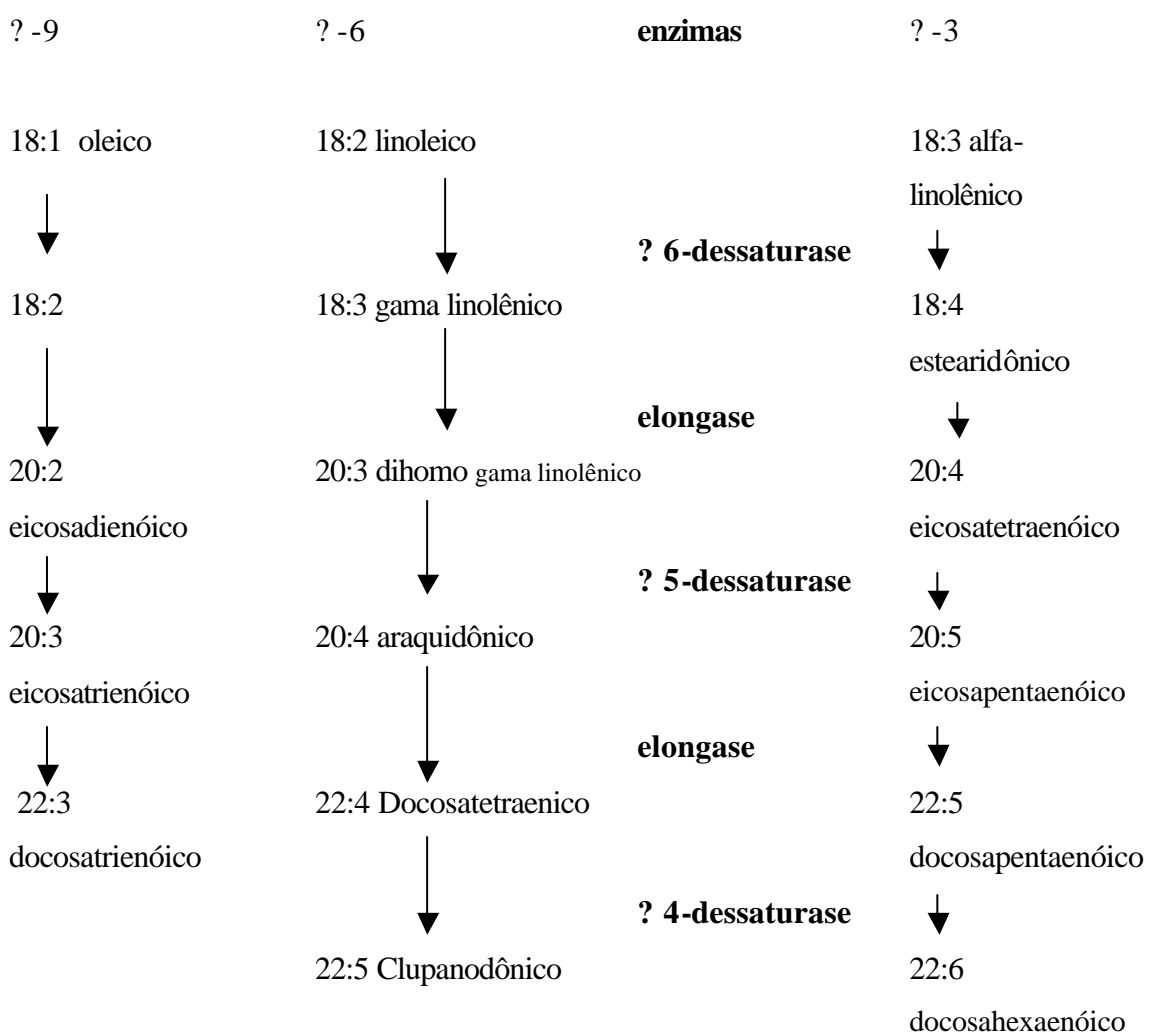 ? -9 ? -6 enzimas ? -3
18:1 oleico 18:2 linoleico 18:3 alfa-
linolênico
? 6-dessaturase
18:2 18:3 gama linolênico 18:4
estearidônico
elongase
20:2 20:3 dihomo gama linolênico 20:4
eicosadienóico eicosatetraenóico
? 5-dessaturase
20:3 20:4 araquidônico 20:5
eicosatrienóico eicosapentaenóico
elongase
22:3 22:4 Docosatetraenico 22:5
docosatrienóico docosapentaenóico
? 4-dessaturase
22:5 Clupanodônico 22:6
docosahexaenóico